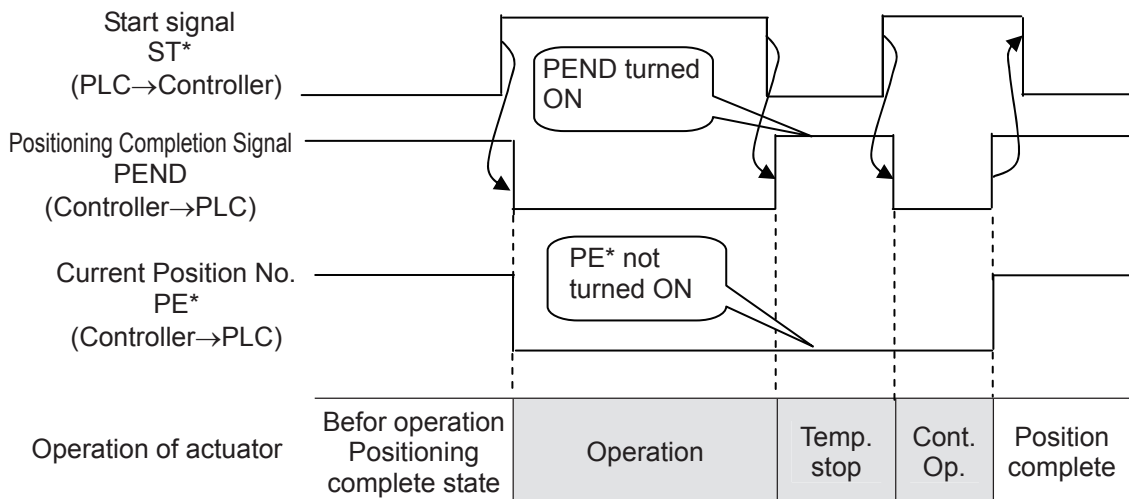 Start signal
ST*
(PLC→Controller)
PEND turned
ON
Positioning Completion Signal
PEND
(Controller→PLC)
PE* not
turned ON
Current Position No.
PE*
(Controller→PLC)
Operation of actuator
Befor operation
Positioning
complete state
Operation
Temp.
stop
Cont.
Op.
Position
complete